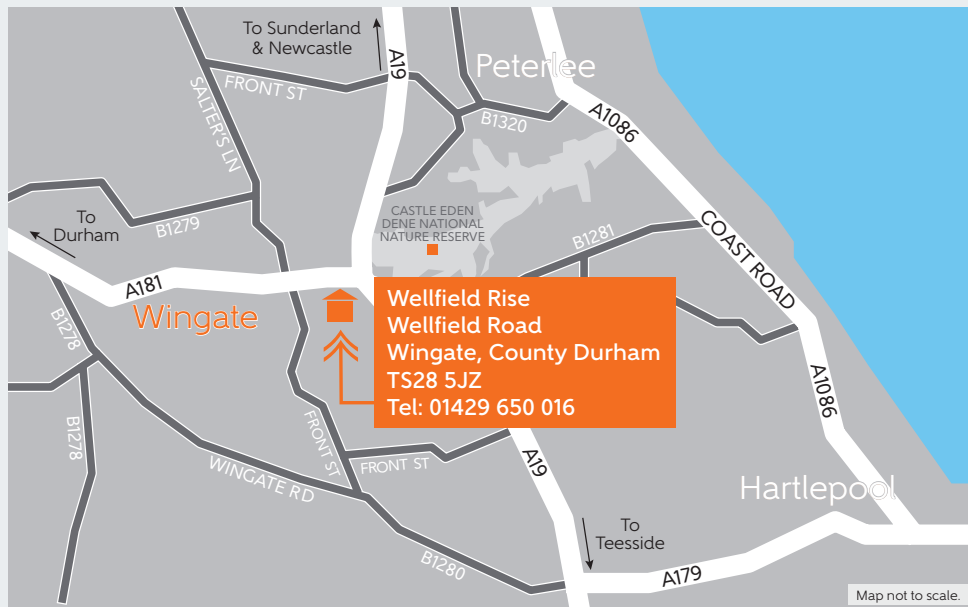 To Sunderland
& Newcastle
A19
Peterlee
FRONT ST
SALTER'S LN
B1320
A1086
To
Durham
B1279
CASTLE EDEN
DENE NATIONAL
NATURE RESERVE
B1281
COAST ROAD
A181
Wingate
B1278
Wellfield Rise
Wellfield Road
Wingate, County Durham
TS28 5JZ
Tel: 01429 650 016
A1086
B1278
FRONT ST
FRONT ST
WINGATE RD
A19
Hartlepool
To
Teesside
B1280
A179
Map not to scale.